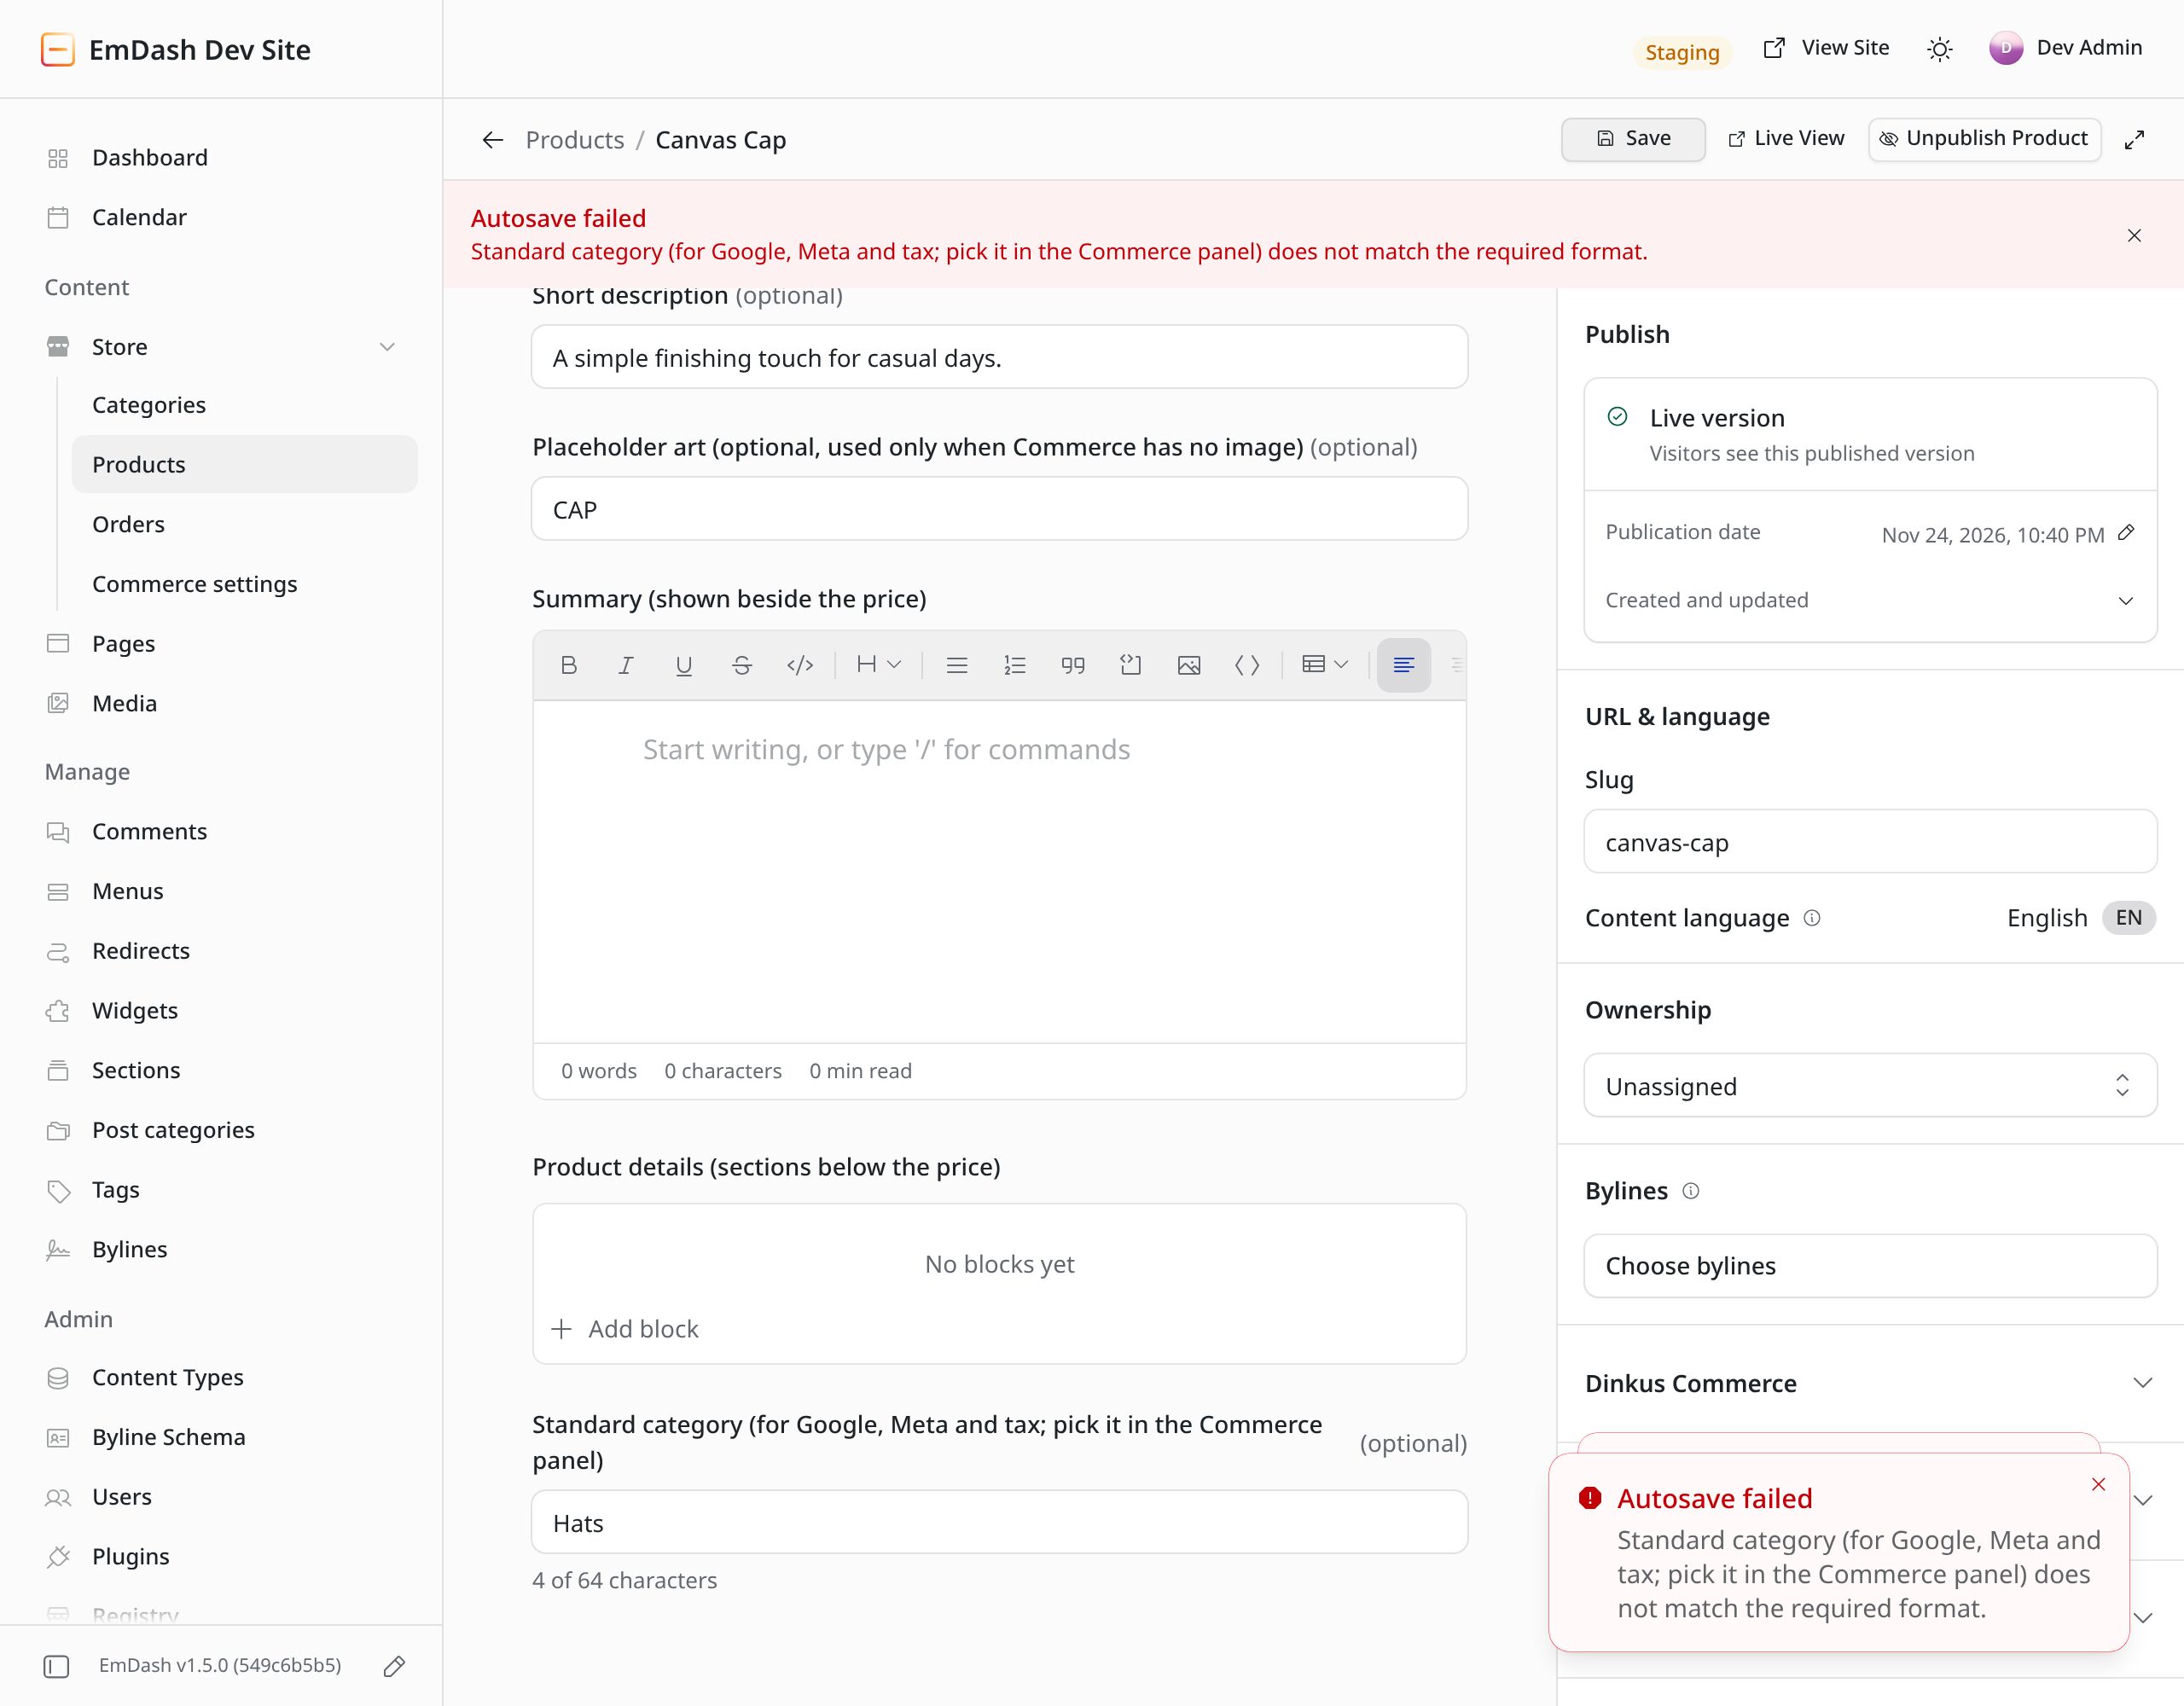 EmDash Dev Site
Staging
View Site
D
Dev Admin
Dashboard
Calendar
Content
Store
Categories
Products
Orders
Commerce settings
Pages
Media
Manage
Comments
Menus
Redirects
Widgets
Sections
Post categories
Tags
Bylines
Admin
Content Types
Byline Schema
Users
Plugins
Registry
EmDash v1.5.0 (549c6b5b5)
Products / Canvas Cap
Save
Live View
Unpublish Product
Autosave failed
Standard category (for Google, Meta and tax; pick it in the Commerce panel) does not match the required format.
Short description (optional)
A simple finishing touch for casual days.
Placeholder art (optional, used only when Commerce has no image) (optional)
CAP
Summary (shown beside the price)
Start writing, or type '/' for commands
0 words 0 characters 0 min read
Product details (sections below the price)
No blocks yet
Add block
Standard category (for Google, Meta and tax; pick it in the Commerce
panel)
(optional)
Hats
4 of 64 characters
Publish
Live version
Visitors see this published version
Publication date
Nov 24, 2026, 10:40 PM
Created and updated
URL & language
Slug
canvas-cap
Content language
English EN
Ownership
Unassigned
Bylines
Choose bylines
Dinkus Commerce
Autosave failed
Standard category (for Google, Meta and
tax; pick it in the Commerce panel) does
not match the required format.